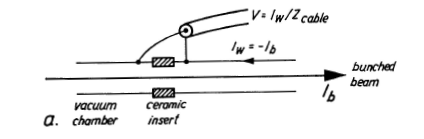 V = I_W/Z_cable
I_W = -I_b
bunched
beam
I_b
vacuum
chamber
ceramic
insert
a.